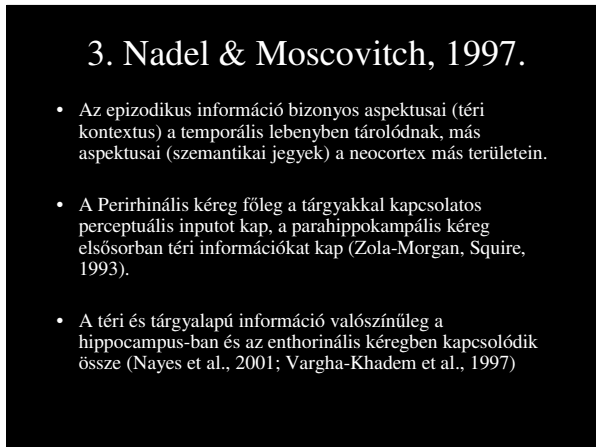 3. Nadel & Moscovitch, 1997.
• Az epizodikus információ bizonyos aspektusai (téri
kontextus) a temporális lebenyben tárolódnak, más
aspektusai (szemantikai jegyek) a neocortex más területein.
• A Perirhinális kéreg főleg a tárgyakkal kapcsolatos
perceptuális inputot kap, a parahippokampális kéreg
elsősorban téri információkat kap (Zola-Morgan, Squire,
1993).
• A téri és tárgyalapú információ valószínűleg a
hippocampus-ban és az enthorinális kéregben kapcsolódik
össze (Nayes et al., 2001; Vargha-Khadem et al., 1997)